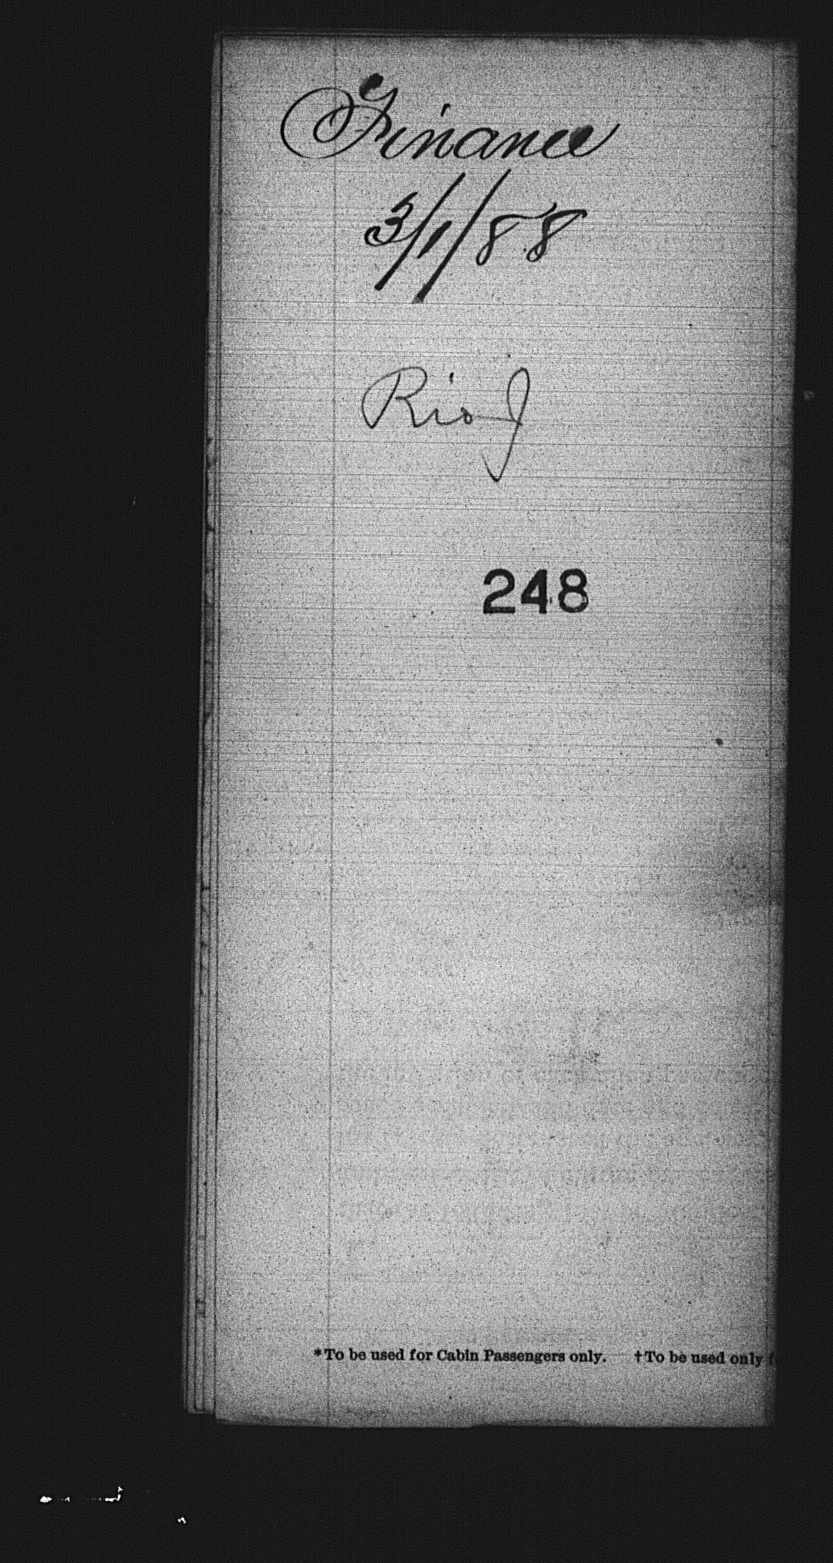 Finance
3/1/88
Rio J
248
*To be used for Cabin Passengers only. †To be used only